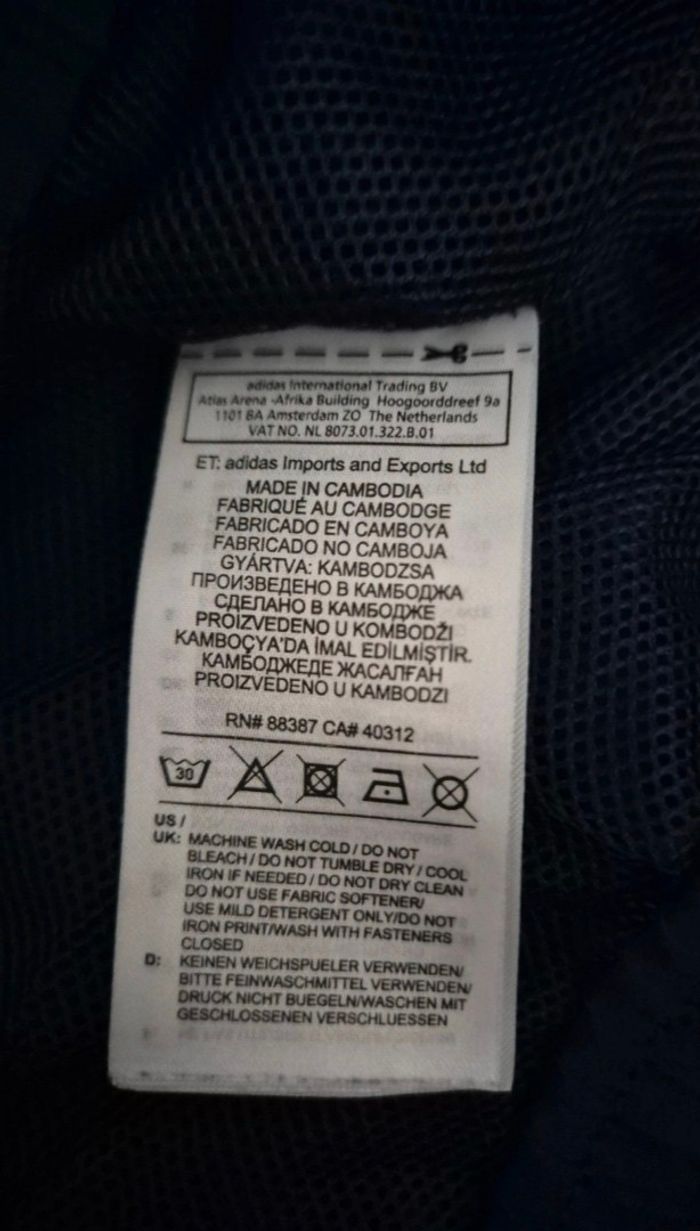 adidas International Trading BV
Atlas Arena -Afrika Building Hoogoorddreef 9a
1101 BA Amsterdam ZO The Netherlands
VAT NO. NL 8073.01.322.B.01
ET: adidas Imports and Exports Ltd
MADE IN CAMBODIA
FABRIQUÉ AU CAMBODGE
FABRICADO EN CAMBOYA
FABRICADO NO CAMBOJA
GYÁRTVA: KAMBODZSA
ПРОИЗВЕДЕНО В КАМБОДЖА
СДЕЛАНО В КАМБОДЖЕ
PROIZVEDENO U KOMBODŽI
KAMBOÇYA'DA İMAL EDİLMİŞTİR.
КАМБОДЖЕДЕ ЖАСАЛҒАН
PROIZVEDENO U KAMBODZI
RN# 88387 CA# 40312
30
US /
UK: MACHINE WASH COLD / DO NOT
BLEACH / DO NOT TUMBLE DRY / COOL
IRON IF NEEDED / DO NOT DRY CLEAN
DO NOT USE FABRIC SOFTENER/
USE MILD DETERGENT ONLY/DO NOT
IRON PRINT/WASH WITH FASTENERS
CLOSED
D: KEINEN WEICHSPUELER VERWENDEN/
BITTE FEINWASCHMITTEL VERWENDEN/
DRUCK NICHT BUEGELN/WASCHEN MIT
GESCHLOSSENEN VERSCHLUESSEN